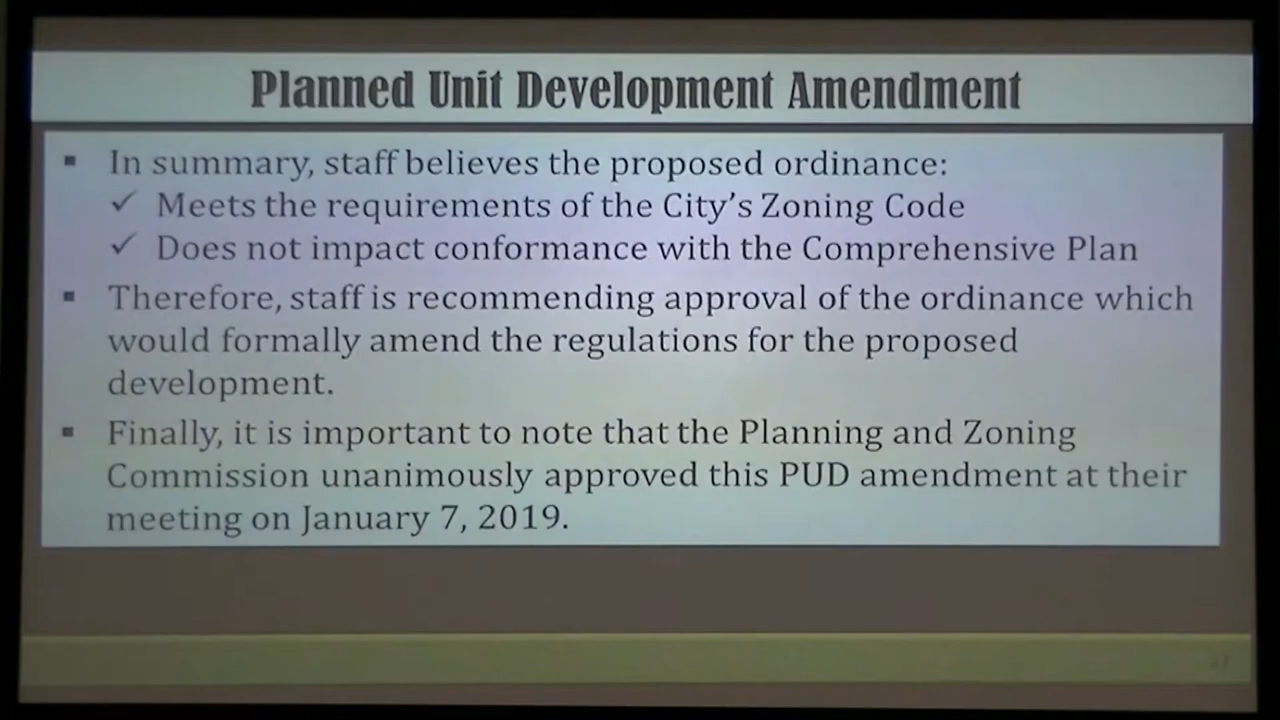 Planned Unit Development Amendment
▪ In summary, staff believes the proposed ordinance:
✓ Meets the requirements of the City's Zoning Code
✓ Does not impact conformance with the Comprehensive Plan
▪ Therefore, staff is recommending approval of the ordinance which
would formally amend the regulations for the proposed
development.
▪ Finally, it is important to note that the Planning and Zoning
Commission unanimously approved this PUD amendment at their
meeting on January 7, 2019.